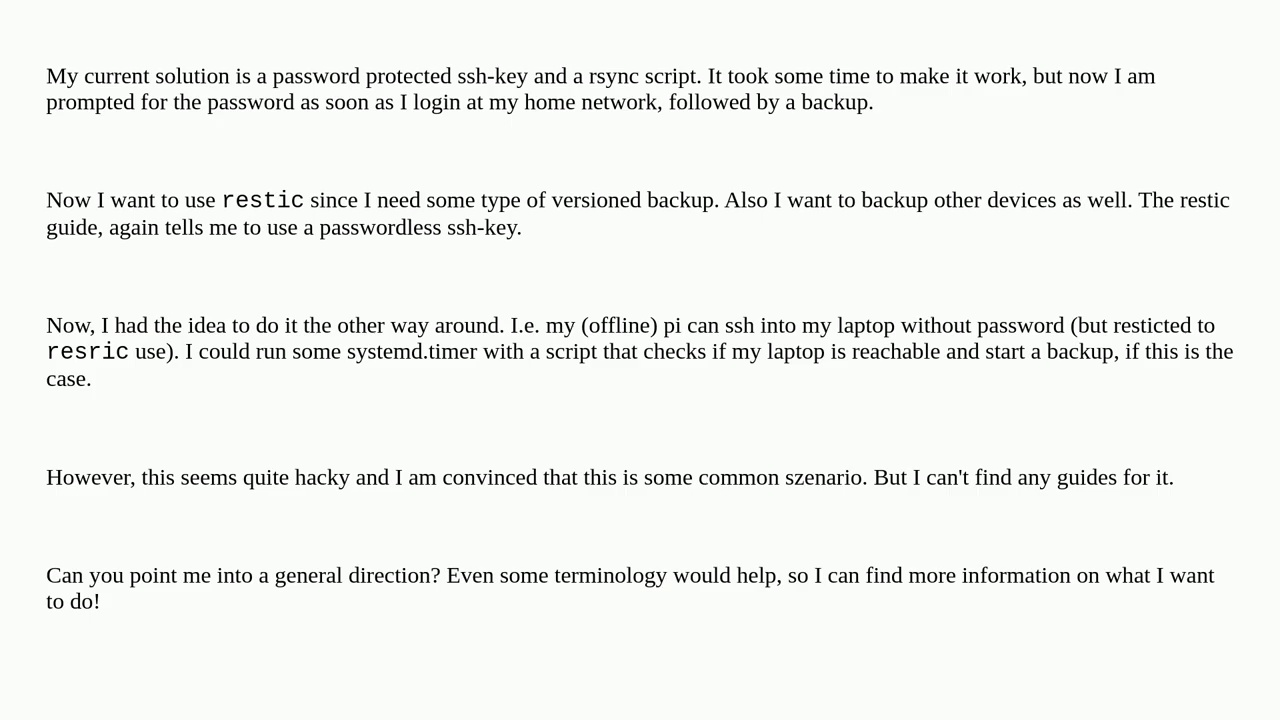 My current solution is a password protected ssh-key and a rsync script. It took some time to make it work, but now I am
prompted for the password as soon as I login at my home network, followed by a backup.
Now I want to use restic since I need some type of versioned backup. Also I want to backup other devices as well. The restic
guide, again tells me to use a passwordless ssh-key.
Now, I had the idea to do it the other way around. I.e. my (offline) pi can ssh into my laptop without password (but resticted to
resric use). I could run some systemd.timer with a script that checks if my laptop is reachable and start a backup, if this is the
case.
However, this seems quite hacky and I am convinced that this is some common szenario. But I can't find any guides for it.
Can you point me into a general direction? Even some terminology would help, so I can find more information on what I want
to do!